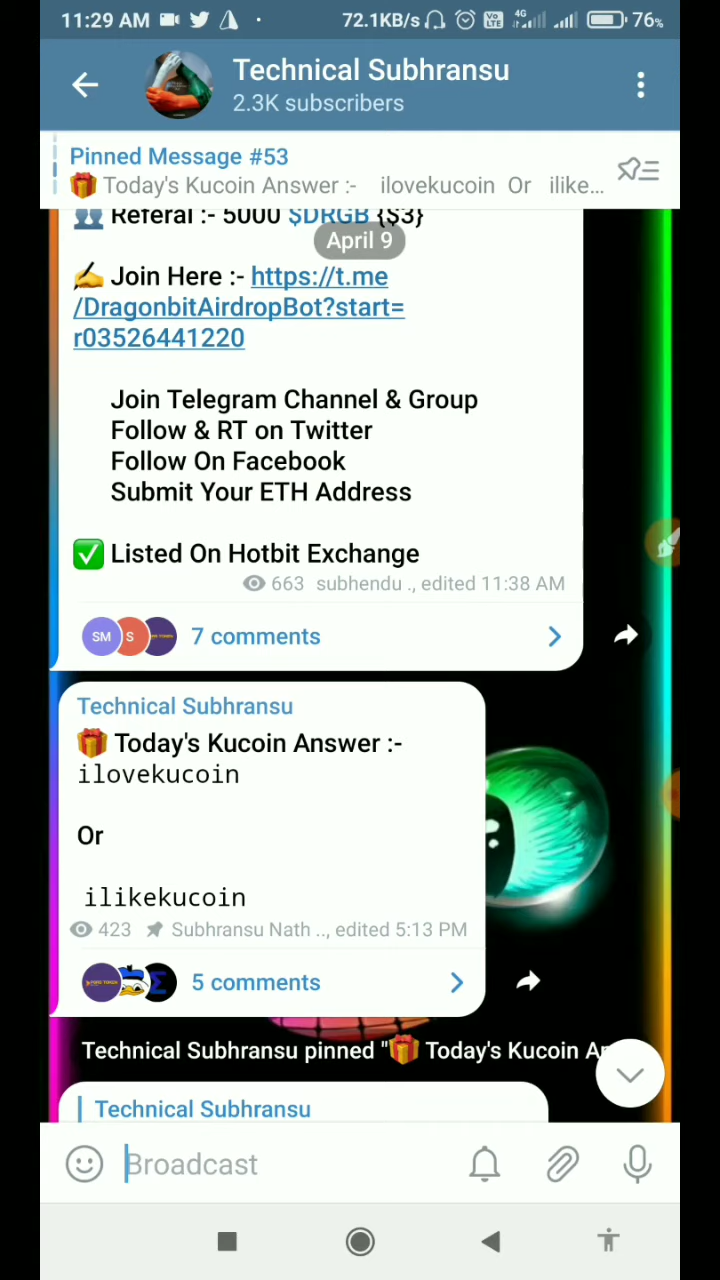 11:29 AM
72.1KB/s
Vo
LTE
4G
76%
Technical Subhransu
2.3K subscribers
Pinned Message #53
🎁 Today's Kucoin Answer :- ilovekucoin Or ilike...
👥 Referal :- 5000 $DRGB {$3}
April 9
✍️ Join Here :- https://t.me
/DragonbitAirdropBot?start=
r03526441220
Join Telegram Channel & Group
Follow & RT on Twitter
Follow On Facebook
Submit Your ETH Address
✅ Listed On Hotbit Exchange
663 subhendu ., edited 11:38 AM
SM
S
7 comments
Technical Subhransu
🎁 Today's Kucoin Answer :-
ilovekucoin
Or
ilikekucoin
423 Subhransu Nath .., edited 5:13 PM
5 comments
Technical Subhransu pinned "🎁 Today's Kucoin An
Technical Subhransu
Broadcast